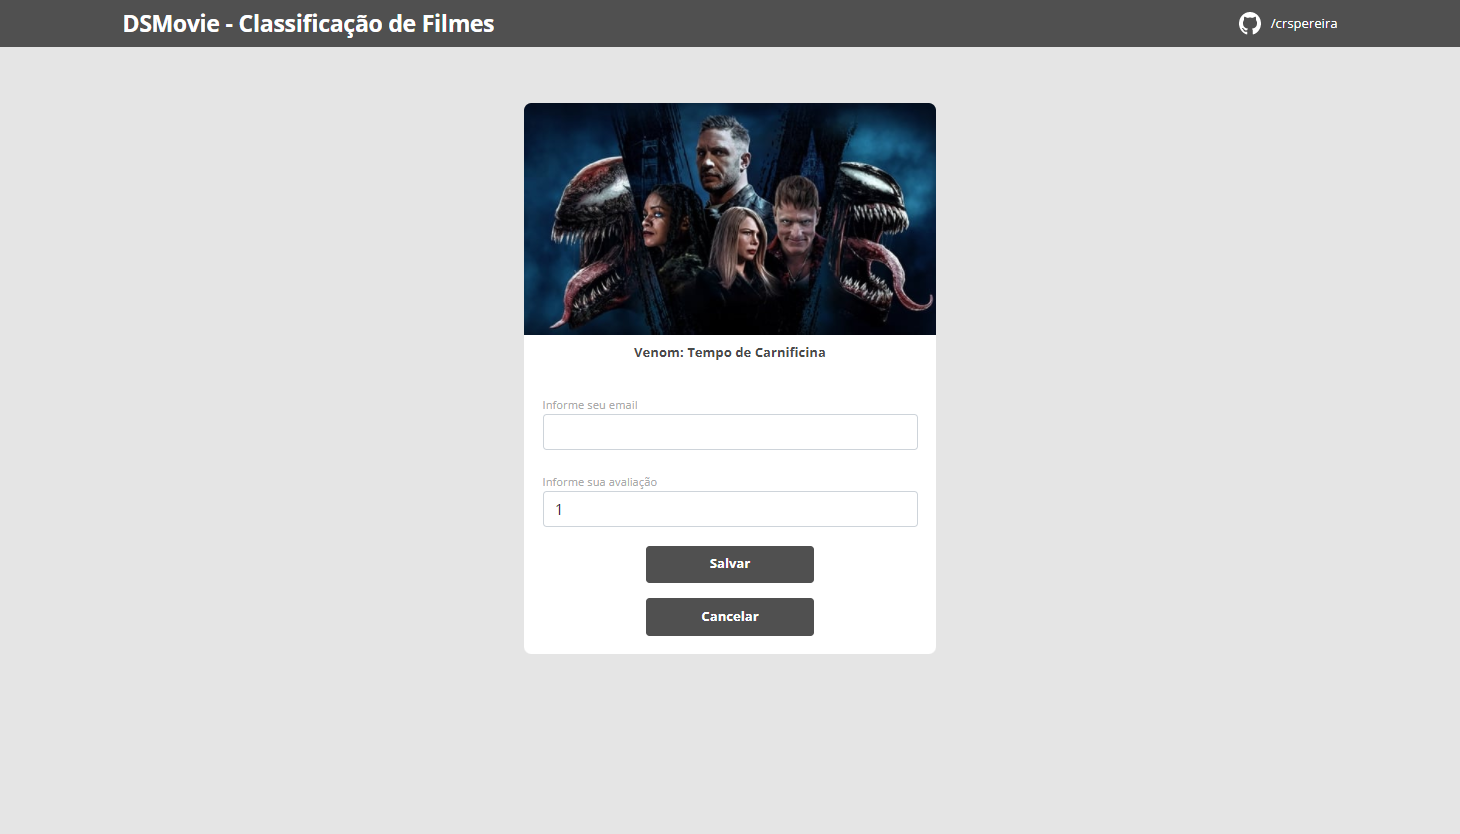 DSMovie - Classificação de Filmes
/crspereira
Venom: Tempo de Carnificina
Informe seu email
Informe sua avaliação
1
Salvar
Cancelar